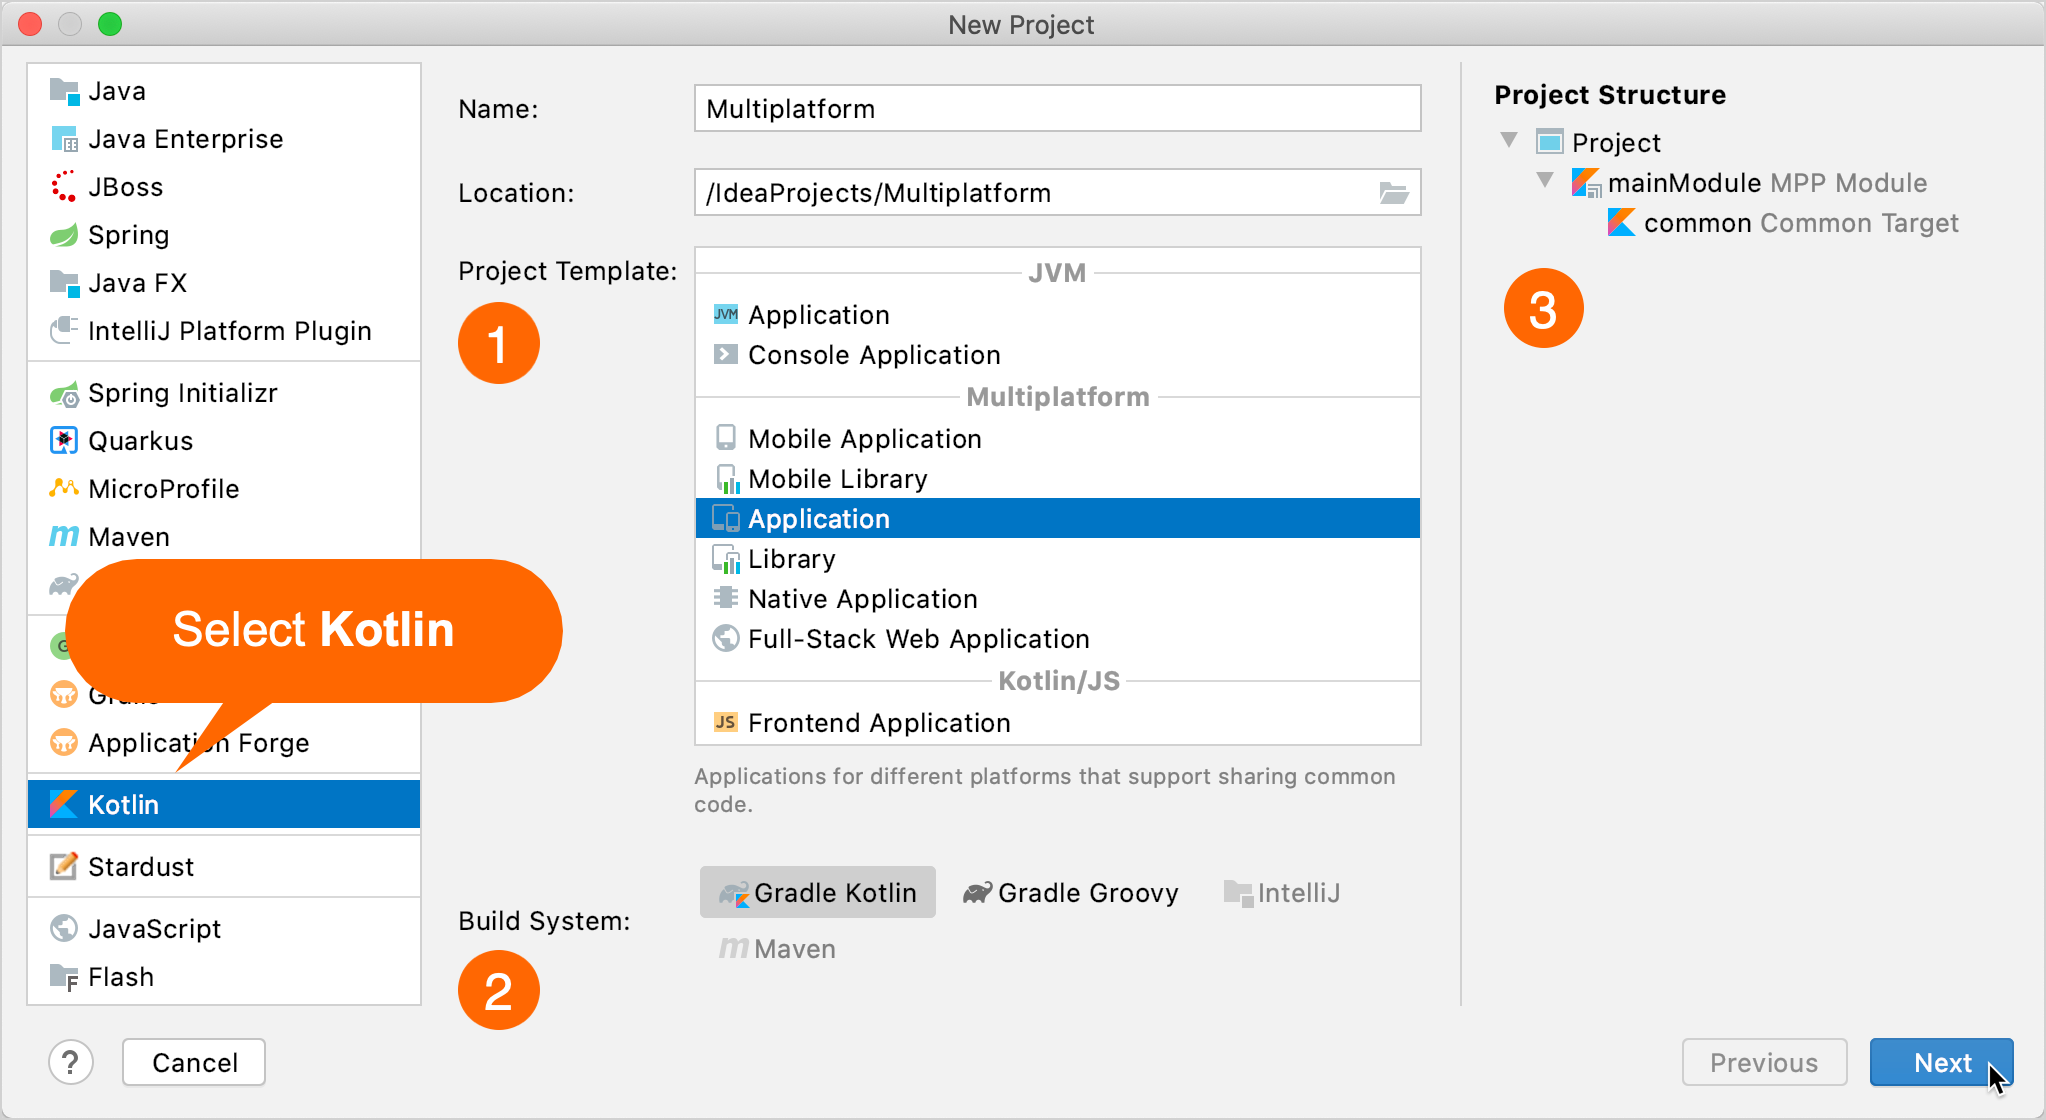 New Project
Java
Java Enterprise
JBoss
Spring
Java FX
IntelliJ Platform Plugin
Spring Initializr
Quarkus
MicroProfile
Maven
Select Kotlin
G
Application Forge
Kotlin
Stardust
JavaScript
Flash
?
Cancel
Name:
Multiplatform
Location:
/IdeaProjects/Multiplatform
Project Template:
1
JVM
JVM Application
Console Application
Multiplatform
Mobile Application
Mobile Library
Application
Library
Native Application
Full-Stack Web Application
Kotlin/JS
JS Frontend Application
Applications for different platforms that support sharing common
code.
Build System:
2
Gradle Kotlin
Gradle Groovy
IntelliJ
m Maven
Project Structure
Project
mainModule MPP Module
common Common Target
3
Previous
Next